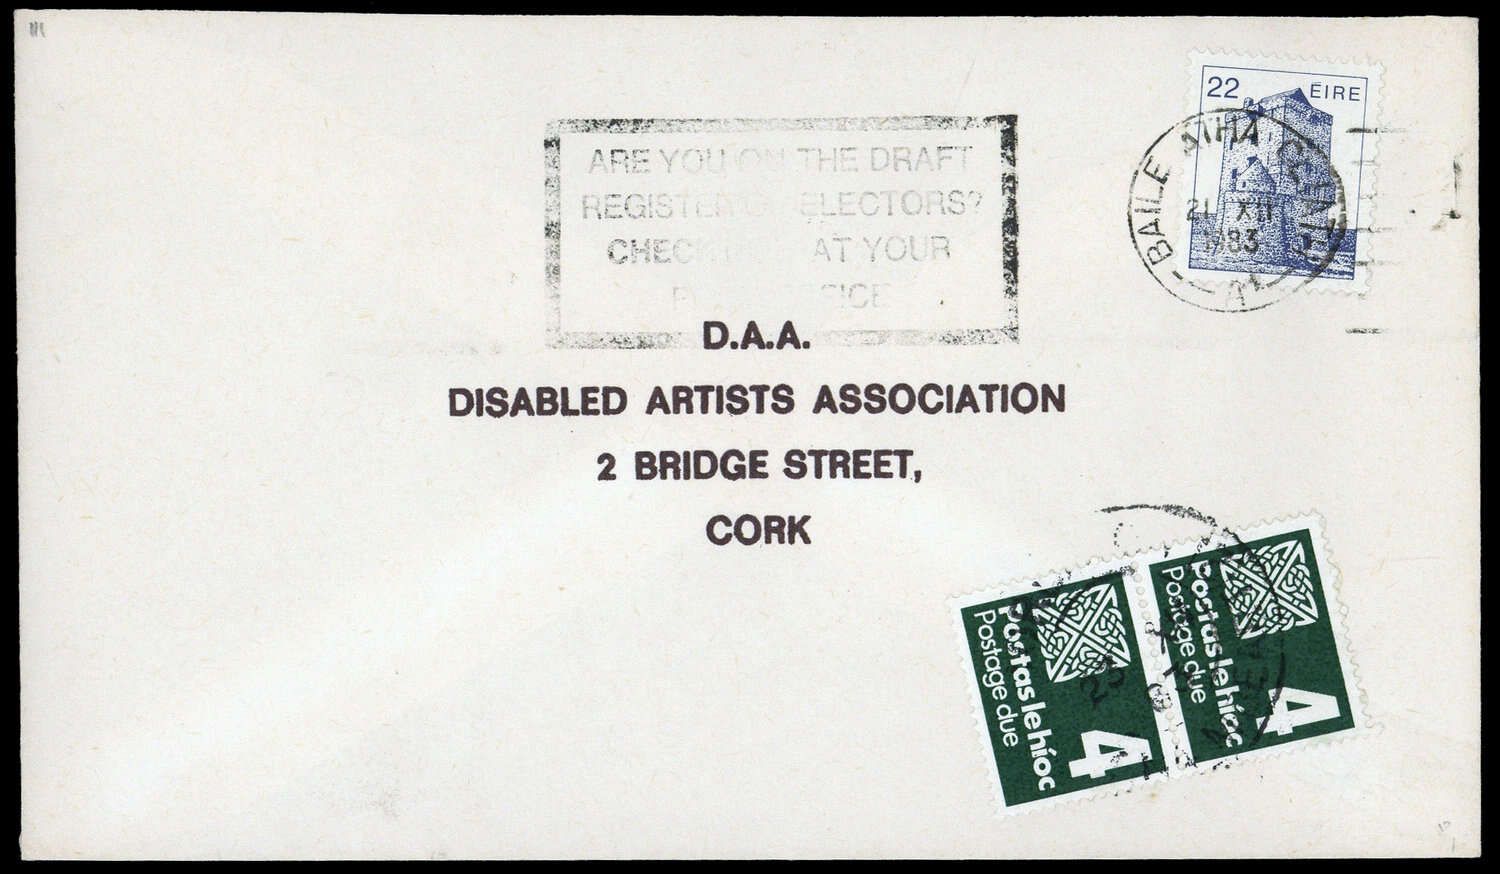 22 ÉIRE
BAILE ÁTHA CLIATH
21 XII
1983
ARE YOU ON THE DRAFT
REGISTER OF ELECTORS?
CHECK AT YOUR
D.A.A.
DISABLED ARTISTS ASSOCIATION
2 BRIDGE STREET,
CORK
Postas le híoc
Postage due
4
Postas le híoc
Postage due
4